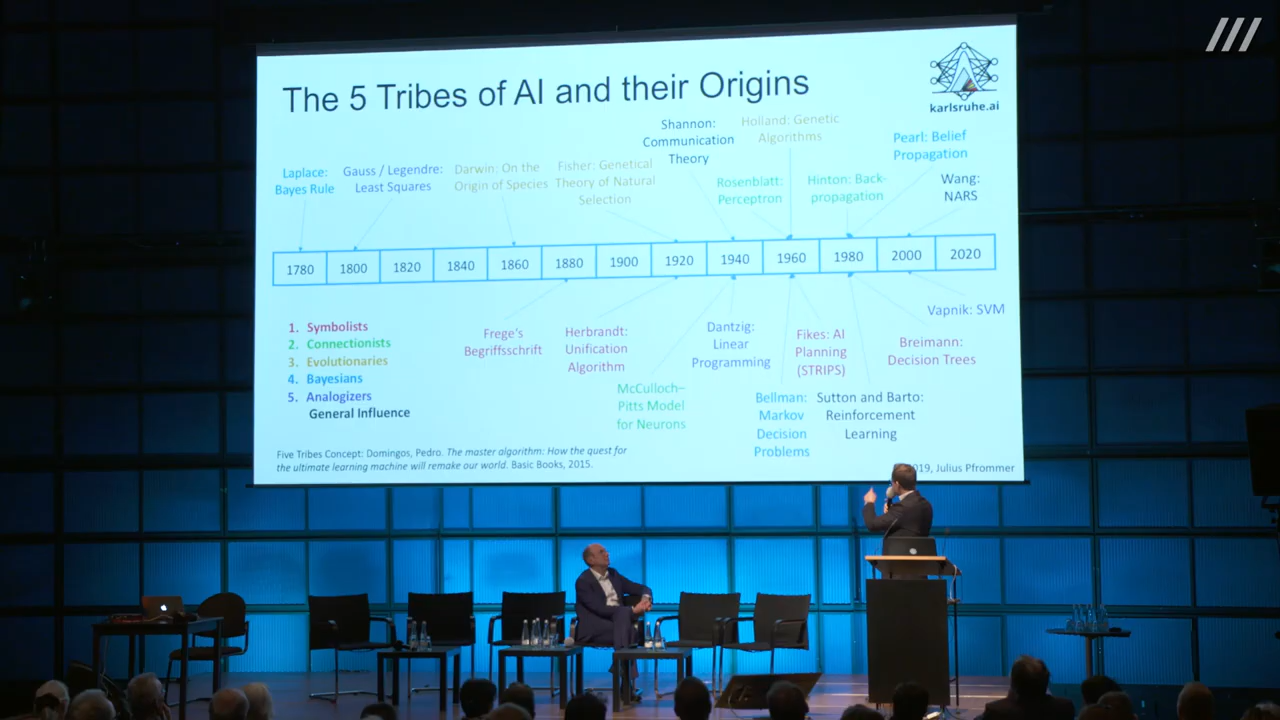 The 5 Tribes of AI and their Origins
karlsruhe.ai
Shannon:
Communication
Theory
Holland: Genetic
Algorithms
Pearl: Belief
Propagation
Laplace:
Bayes Rule
Gauss / Legendre:
Least Squares
Darwin: On the
Origin of Species
Fisher: Genetical
Theory of Natural
Selection
Rosenblatt:
Perceptron
Hinton: Back-
propagation
Wang:
NARS
1780 1800 1820 1840 1860 1880 1900 1920 1940 1960 1980 2000 2020
1. Symbolists
2. Connectionists
3. Evolutionaries
4. Bayesians
5. Analogizers
General Influence
Frege's
Begriffsschrift
Herbrandt:
Unification
Algorithm
McCulloch–
Pitts Model
for Neurons
Dantzig:
Linear
Programming
Bellman:
Markov
Decision
Problems
Fikes: AI
Planning
(STRIPS)
Sutton and Barto:
Reinforcement
Learning
Vapnik: SVM
Breimann:
Decision Trees
Five Tribes Concept: Domingos, Pedro. The master algorithm: How the quest for
the ultimate learning machine will remake our world. Basic Books, 2015.
Julius Pfrommer